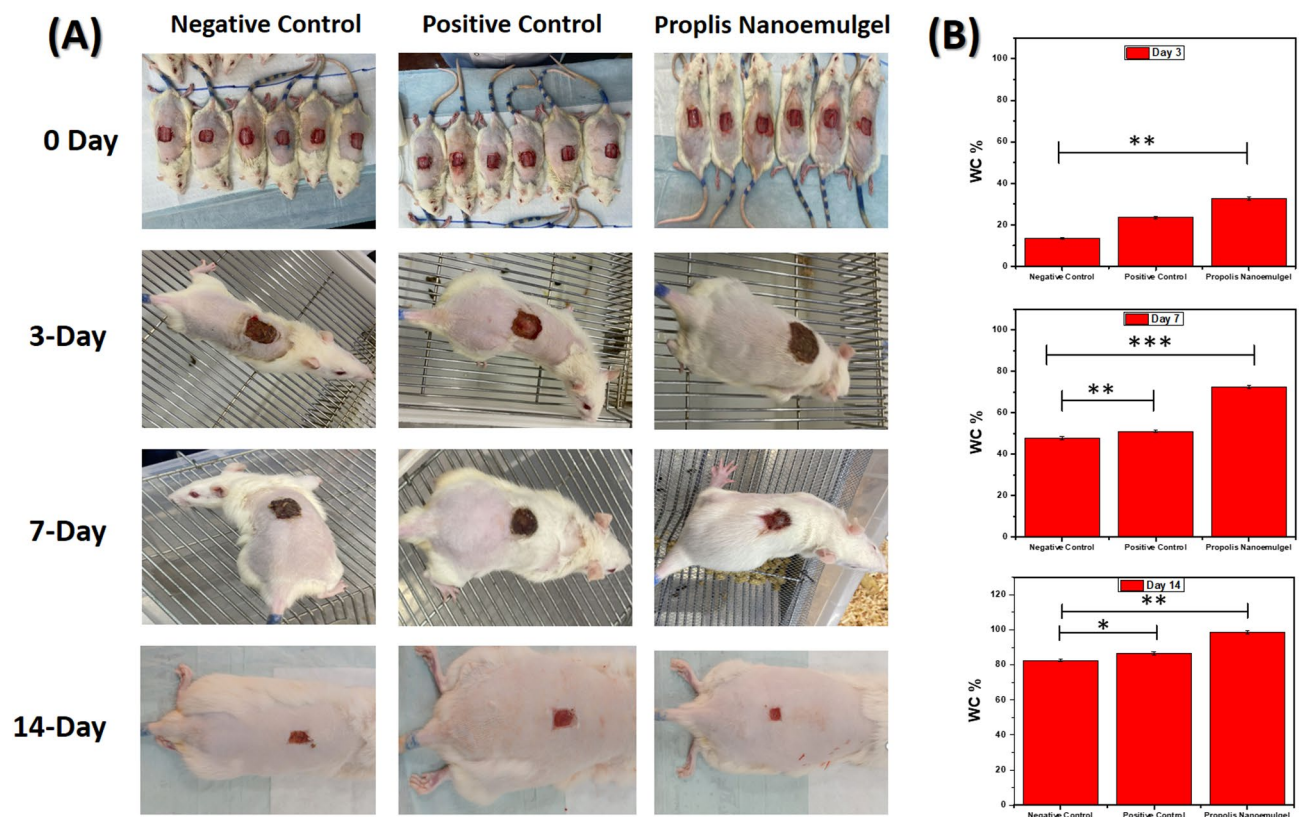 (A)
Negative Control
Positive Control
Proplis Nanoemulgel
0 Day
3-Day
7-Day
14-Day
(B)
Day 3
WC %
100
80
60
40
20
0
**
Negative Control
Positive Control
Propolis Nanoemulgel
Day 7
WC %
100
80
60
40
20
0
***
**
Negative Control
Positive Control
Propolis Nanoemulgel
Day 14
WC %
120
100
80
60
40
20
0
**
*
Negative Control
Positive Control
Propolis Nanoemulgel